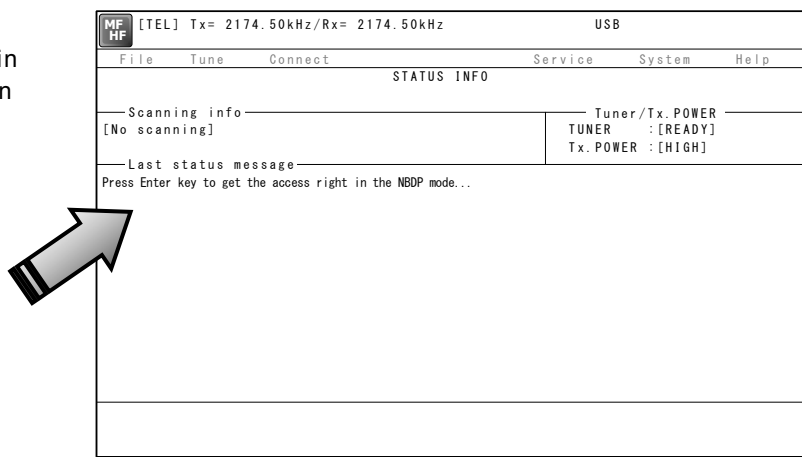 in
n
MF
HF
[TEL] Tx= 2174.50kHz/Rx= 2174.50kHz USB
File Tune Connect Service System Help
STATUS INFO
Scanning info
[No scanning]
Tuner/Tx.POWER
TUNER :[READY]
Tx.POWER :[HIGH]
Last status message
Press Enter key to get the access right in the NBDP mode...